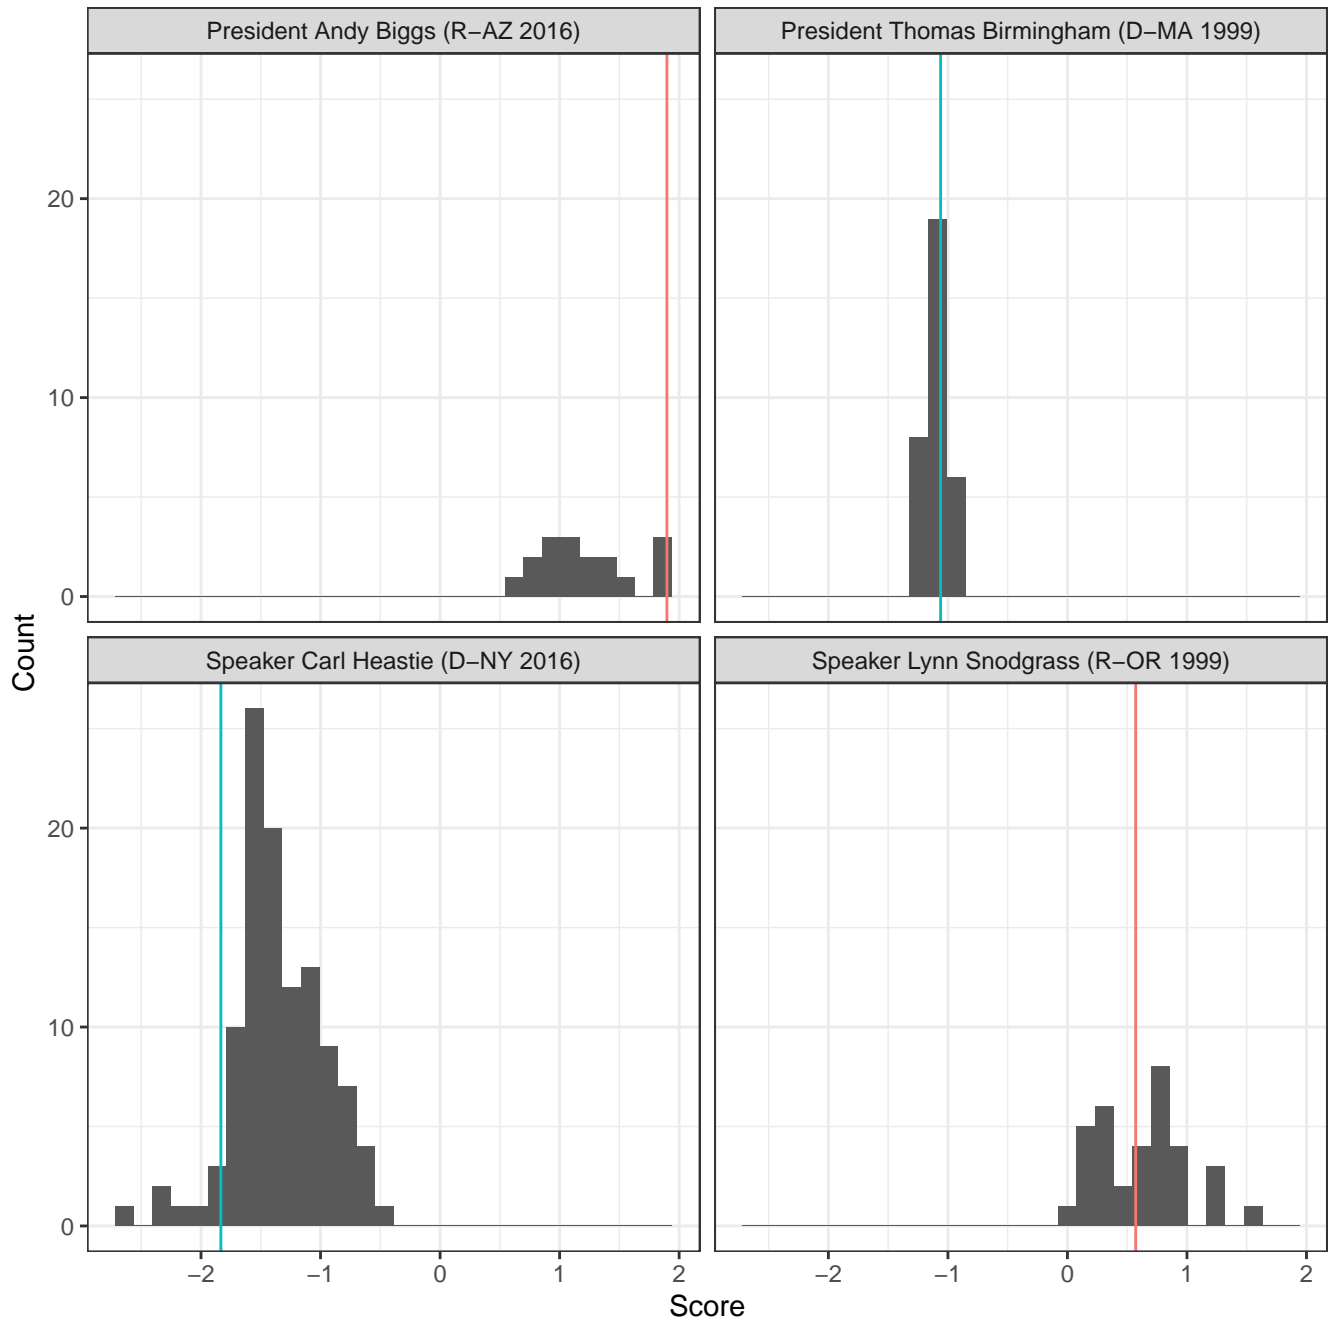 President Andy Biggs (R−AZ 2016)
President Thomas Birmingham (D−MA 1999)
20
10
0
Speaker Carl Heastie (D−NY 2016)
Speaker Lynn Snodgrass (R−OR 1999)
Count
20
10
0
−2 −1 0 1 2
−2 −1 0 1 2
Score